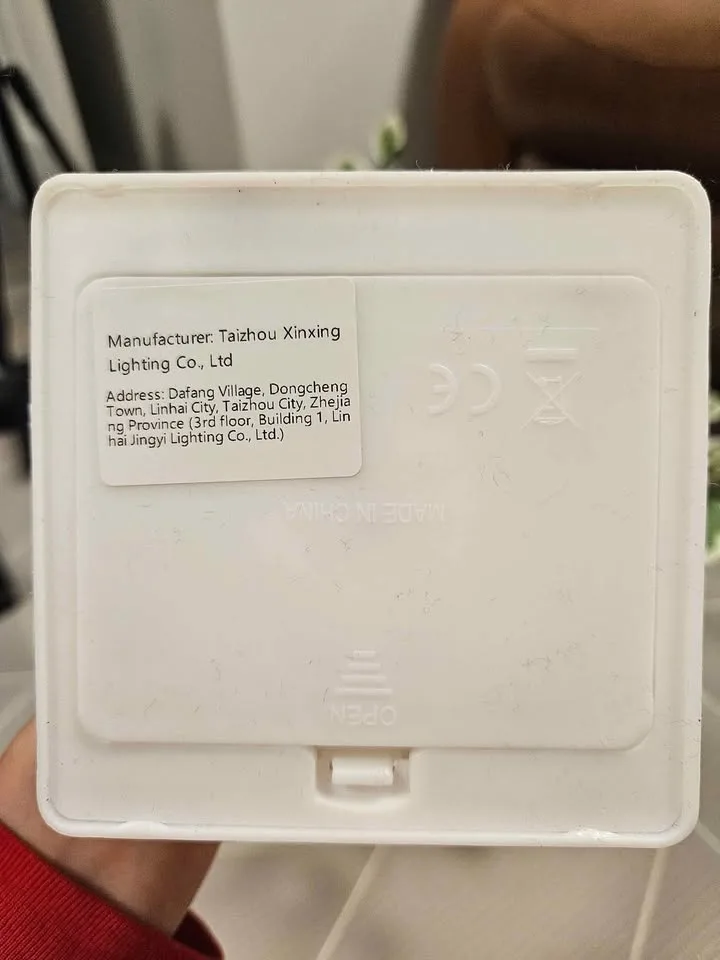 Manufacturer: Taizhou Xinxing
Lighting Co., Ltd
Address: Dafang Village, Dongcheng
Town, Linhai City, Taizhou City, Zhejia
ng Province (3rd floor, Building 1, Lin
hai Jingyi Lighting Co., Ltd.)
CE
MADE IN CHINA
OPEN